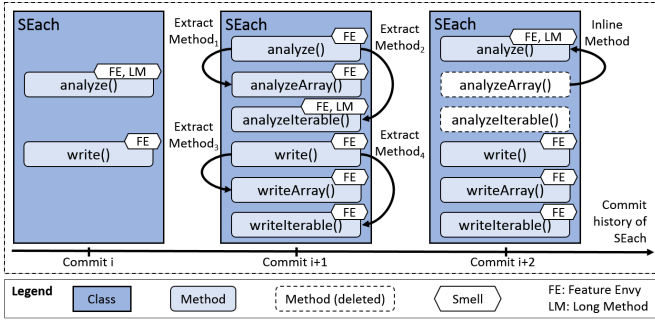 SEach
FE, LM
analyze()
FE
write()
Extract
Method1
Extract
Method3
SEach
FE
analyze()
FE
analyzeArray()
FE, LM
analyzeIterable()
FE
write()
FE
writeArray()
FE
writeIterable()
Extract
Method2
Extract
Method4
SEach
FE, LM
analyze()
analyzeArray()
analyzeIterable()
FE
write()
FE
writeArray()
FE
writeIterable()
Inline
Method
Commit
history of
SEach
Commit i
Commit i+1
Commit i+2
Legend
Class
Method
Method (deleted)
Smell
FE: Feature Envy
LM: Long Method